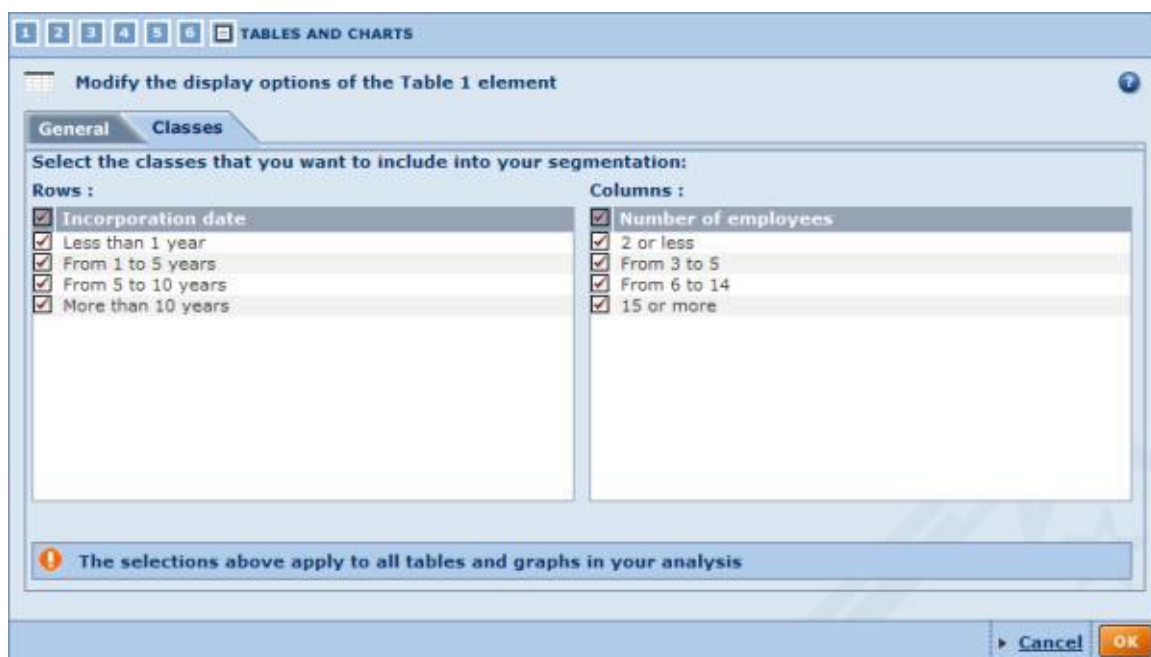 1 2 3 4 5 6 TABLES AND CHARTS
Modify the display options of the Table 1 element
?
General Classes
Select the classes that you want to include into your segmentation:
Rows : Columns :
Incorporation date Number of employees
Less than 1 year 2 or less
From 1 to 5 years From 3 to 5
From 5 to 10 years From 6 to 14
More than 10 years 15 or more
! The selections above apply to all tables and graphs in your analysis
Cancel OK